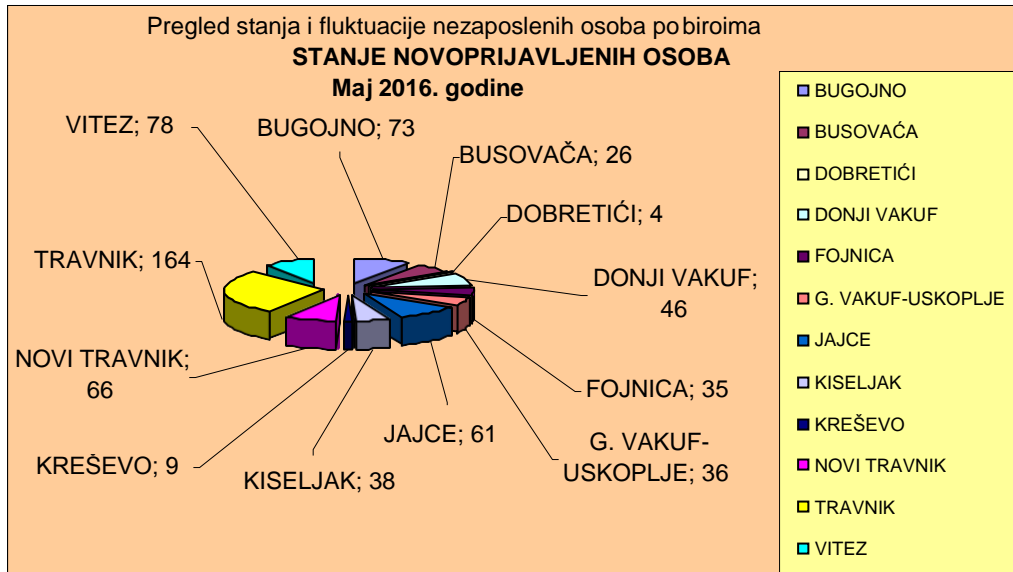 Pregled stanja i fluktuacije nezaposlenih osoba po biroima
STANJE NOVOPRIJAVLJENIH OSOBA
Maj 2016. godine
VITEZ; 78
BUGOJNO; 73
BUSOVAČA; 26
DOBRETIĆI; 4
DONJI VAKUF;
46
FOJNICA; 35
G. VAKUF-
USKOPLJE; 36
JAJCE; 61
KISELJAK; 38
KREŠEVO; 9
NOVI TRAVNIK;
66
TRAVNIK; 164
BUGOJNO
BUSOVAĆA
DOBRETIĆI
DONJI VAKUF
FOJNICA
G. VAKUF-USKOPLJE
JAJCE
KISELJAK
KREŠEVO
NOVI TRAVNIK
TRAVNIK
VITEZ